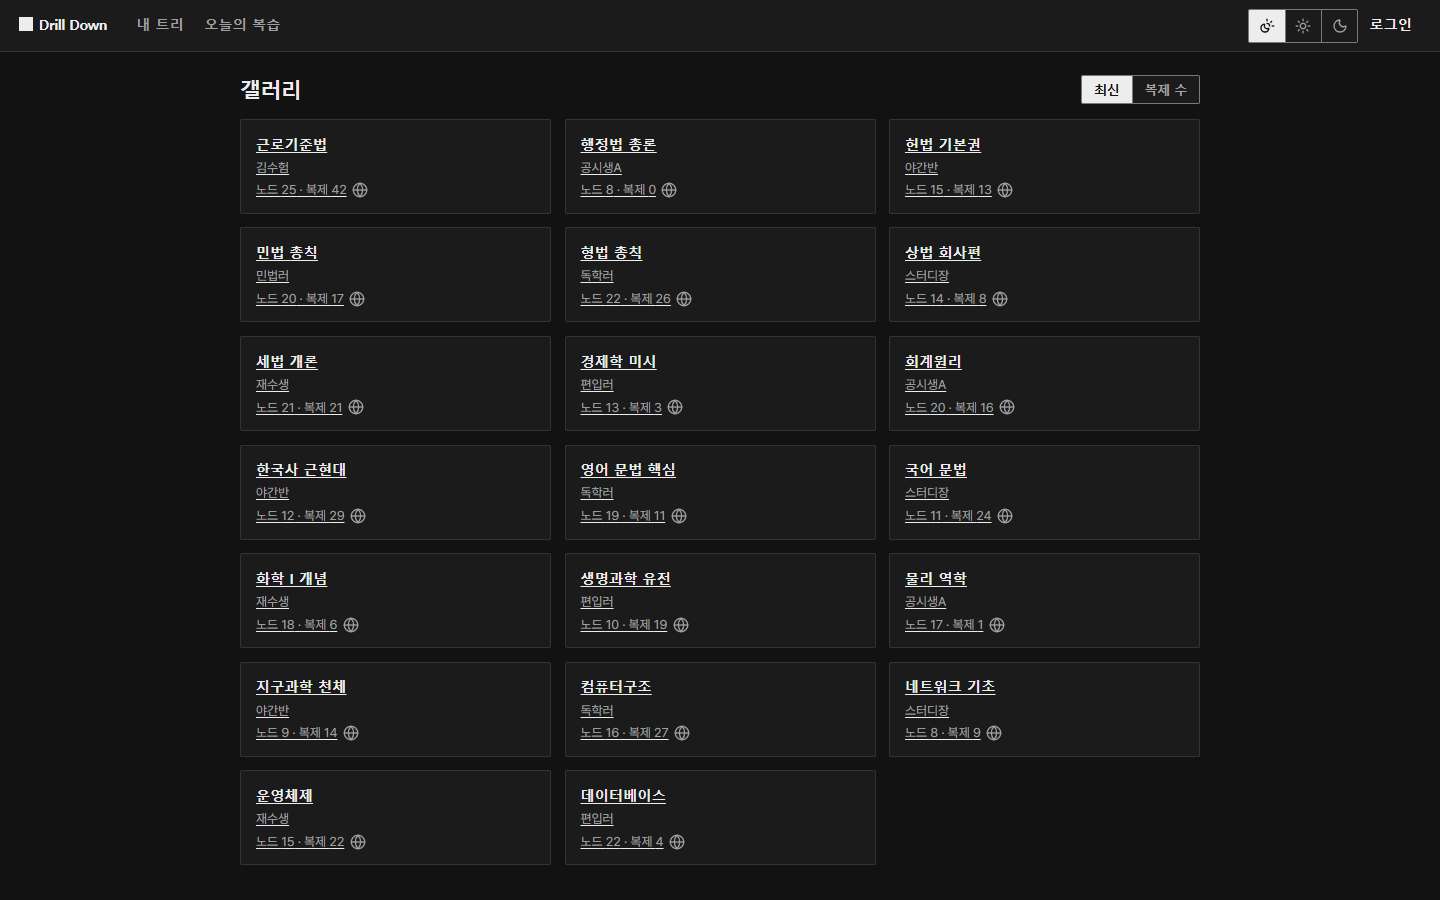 Drill Down 내 트리 오늘의 복습 로그인
갤러리 최신 복제 수
근로기준법
김수험
노드 25 · 복제 42
행정법 총론
공시생A
노드 8 · 복제 0
헌법 기본권
야간반
노드 15 · 복제 13
민법 총칙
민법러
노드 20 · 복제 17
형법 총칙
독학러
노드 22 · 복제 26
상법 회사편
스터디장
노드 14 · 복제 8
세법 개론
재수생
노드 21 · 복제 21
경제학 미시
편입러
노드 13 · 복제 3
회계원리
공시생A
노드 20 · 복제 16
한국사 근현대
야간반
노드 12 · 복제 29
영어 문법 핵심
독학러
노드 19 · 복제 11
국어 문법
스터디장
노드 11 · 복제 24
화학 I 개념
재수생
노드 18 · 복제 6
생명과학 유전
편입러
노드 10 · 복제 19
물리 역학
공시생A
노드 17 · 복제 1
지구과학 천체
야간반
노드 9 · 복제 14
컴퓨터구조
독학러
노드 16 · 복제 27
네트워크 기초
스터디장
노드 8 · 복제 9
운영체제
재수생
노드 15 · 복제 22
데이터베이스
편입러
노드 22 · 복제 4